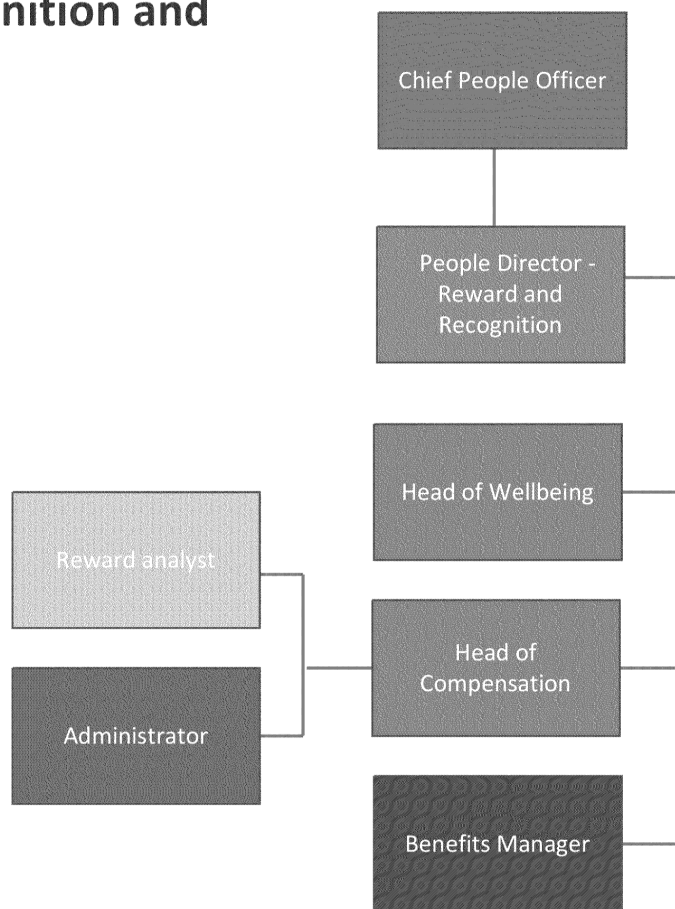 nition and
Chief People Officer
People Director -
Reward and
Recognition
Head of Wellbeing
Reward analyst
Head of
Compensation
Administrator
Benefits Manager